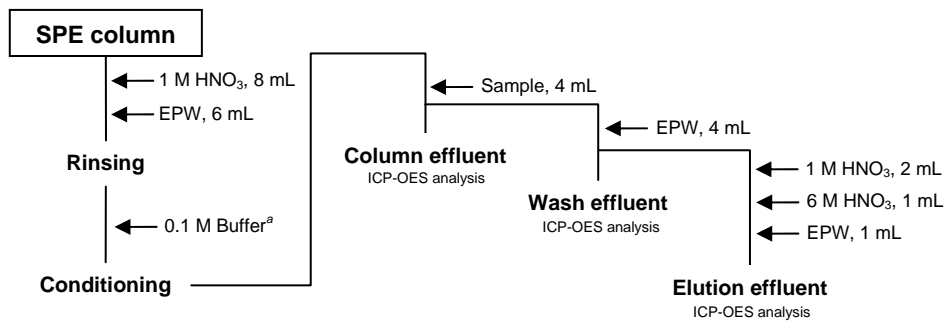 SPE column
1 M HNO₃, 8 mL
EPW, 6 mL
Rinsing
0.1 M Bufferᵃ
Conditioning
Sample, 4 mL
Column effluent
ICP-OES analysis
EPW, 4 mL
Wash effluent
ICP-OES analysis
1 M HNO₃, 2 mL
6 M HNO₃, 1 mL
EPW, 1 mL
Elution effluent
ICP-OES analysis